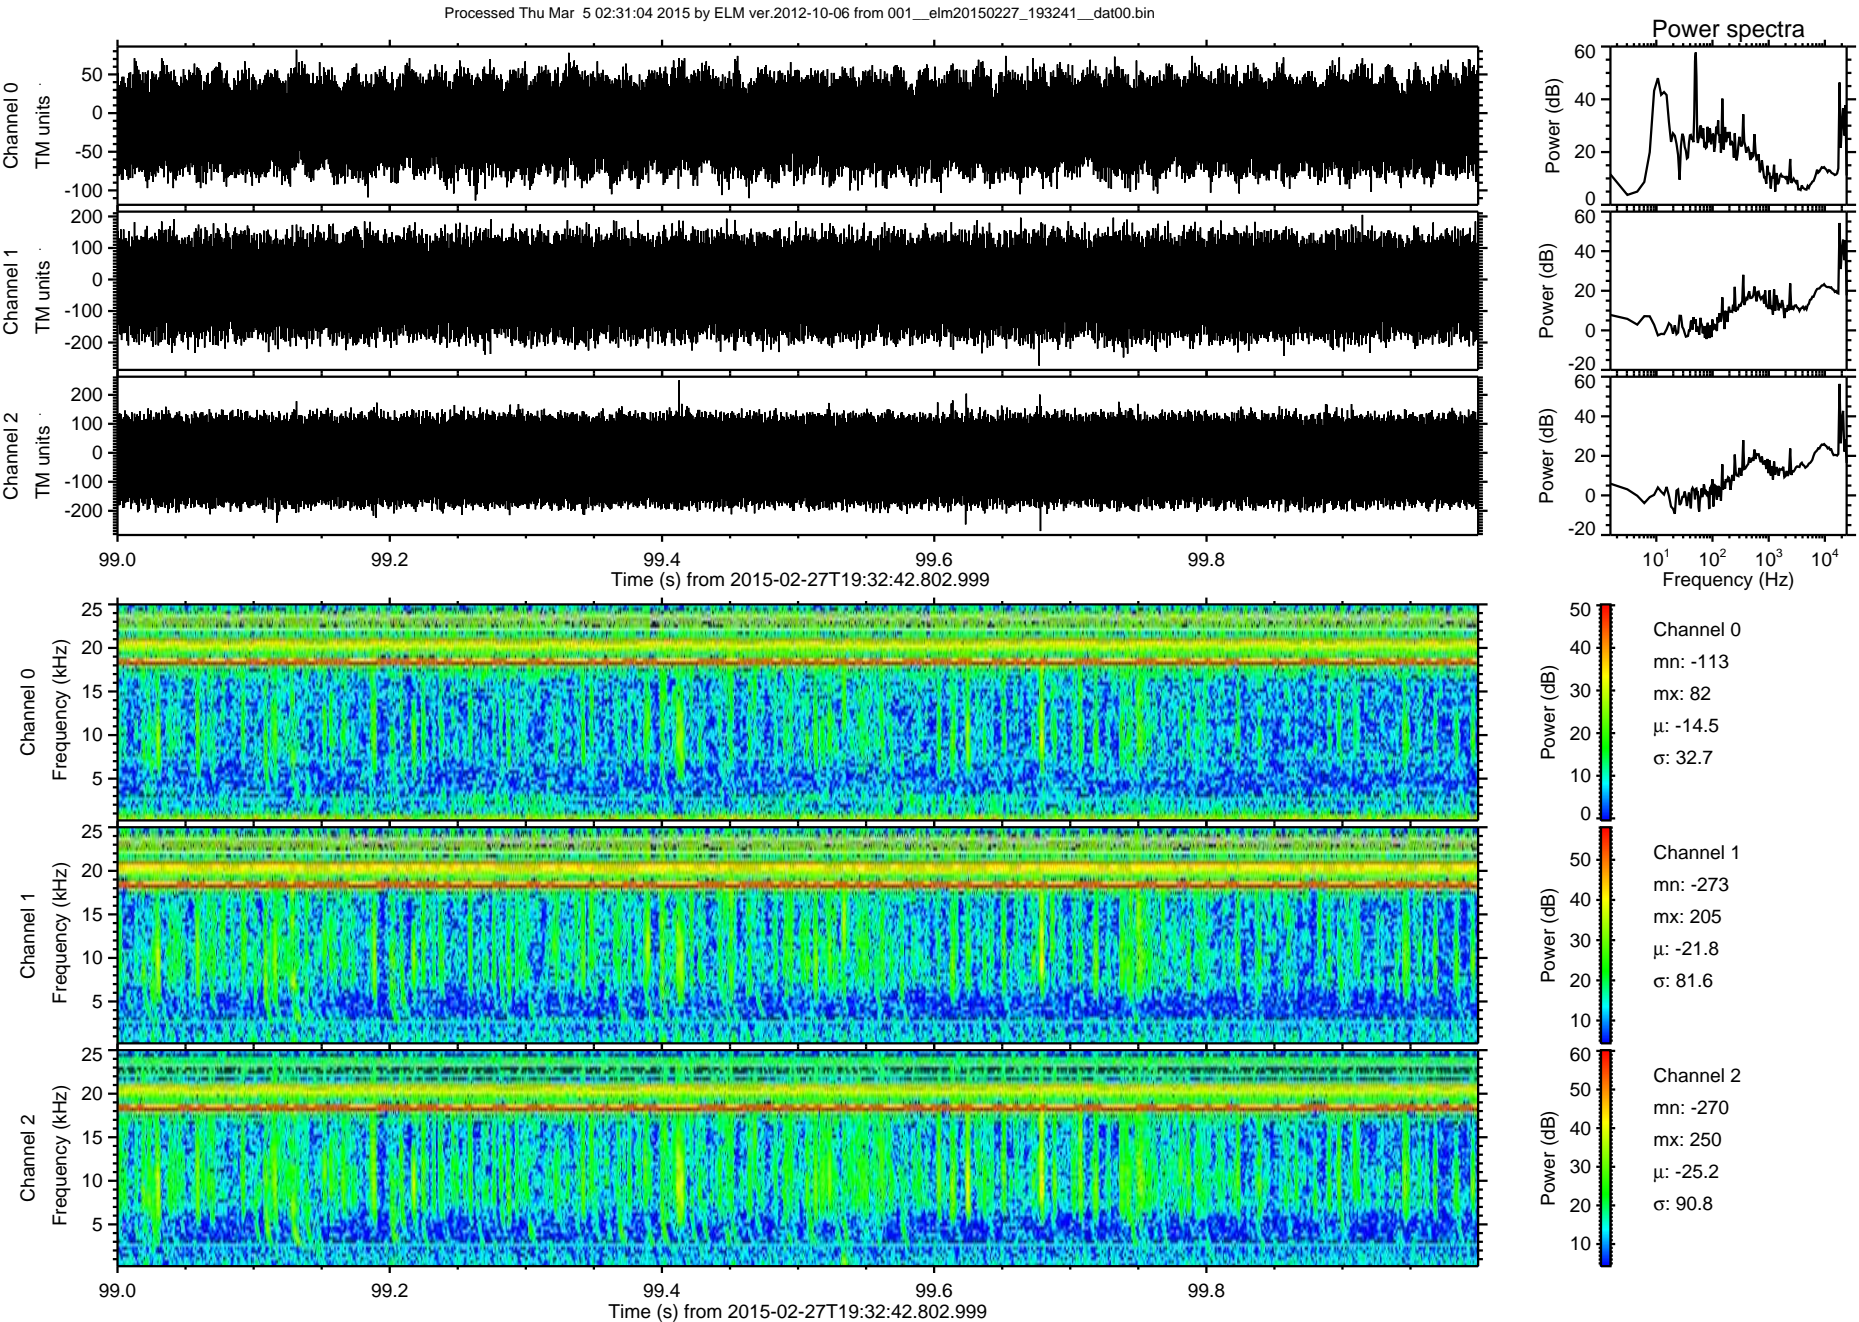 Processed Thu Mar  5 02:31:04 2015 by ELM ver.2012-10-06 from 001__elm20150227_193241__dat00.bin
Power spectra
Channel 0
TM units
50
0
-50
-100
Power (dB)
60
40
20
0
Channel 1
TM units
200
100
0
-100
-200
Power (dB)
60
40
20
0
-20
Channel 2
TM units
200
100
0
-100
-200
Power (dB)
60
40
20
0
-20
99.0 99.2 99.4 99.6 99.8
Time (s) from 2015-02-27T19:32:42.802.999
10¹ 10² 10³ 10⁴
Frequency (Hz)
Channel 0
Frequency (kHz)
25
20
15
10
5
Power (dB)
50
40
30
20
10
0
Channel 0
mn: -113
mx: 82
μ: -14.5
σ: 32.7
Channel 1
Frequency (kHz)
25
20
15
10
5
Power (dB)
50
40
30
20
10
Channel 1
mn: -273
mx: 205
μ: -21.8
σ: 81.6
Channel 2
Frequency (kHz)
25
20
15
10
5
Power (dB)
60
50
40
30
20
10
Channel 2
mn: -270
mx: 250
μ: -25.2
σ: 90.8
99.0 99.2 99.4 99.6 99.8
Time (s) from 2015-02-27T19:32:42.802.999